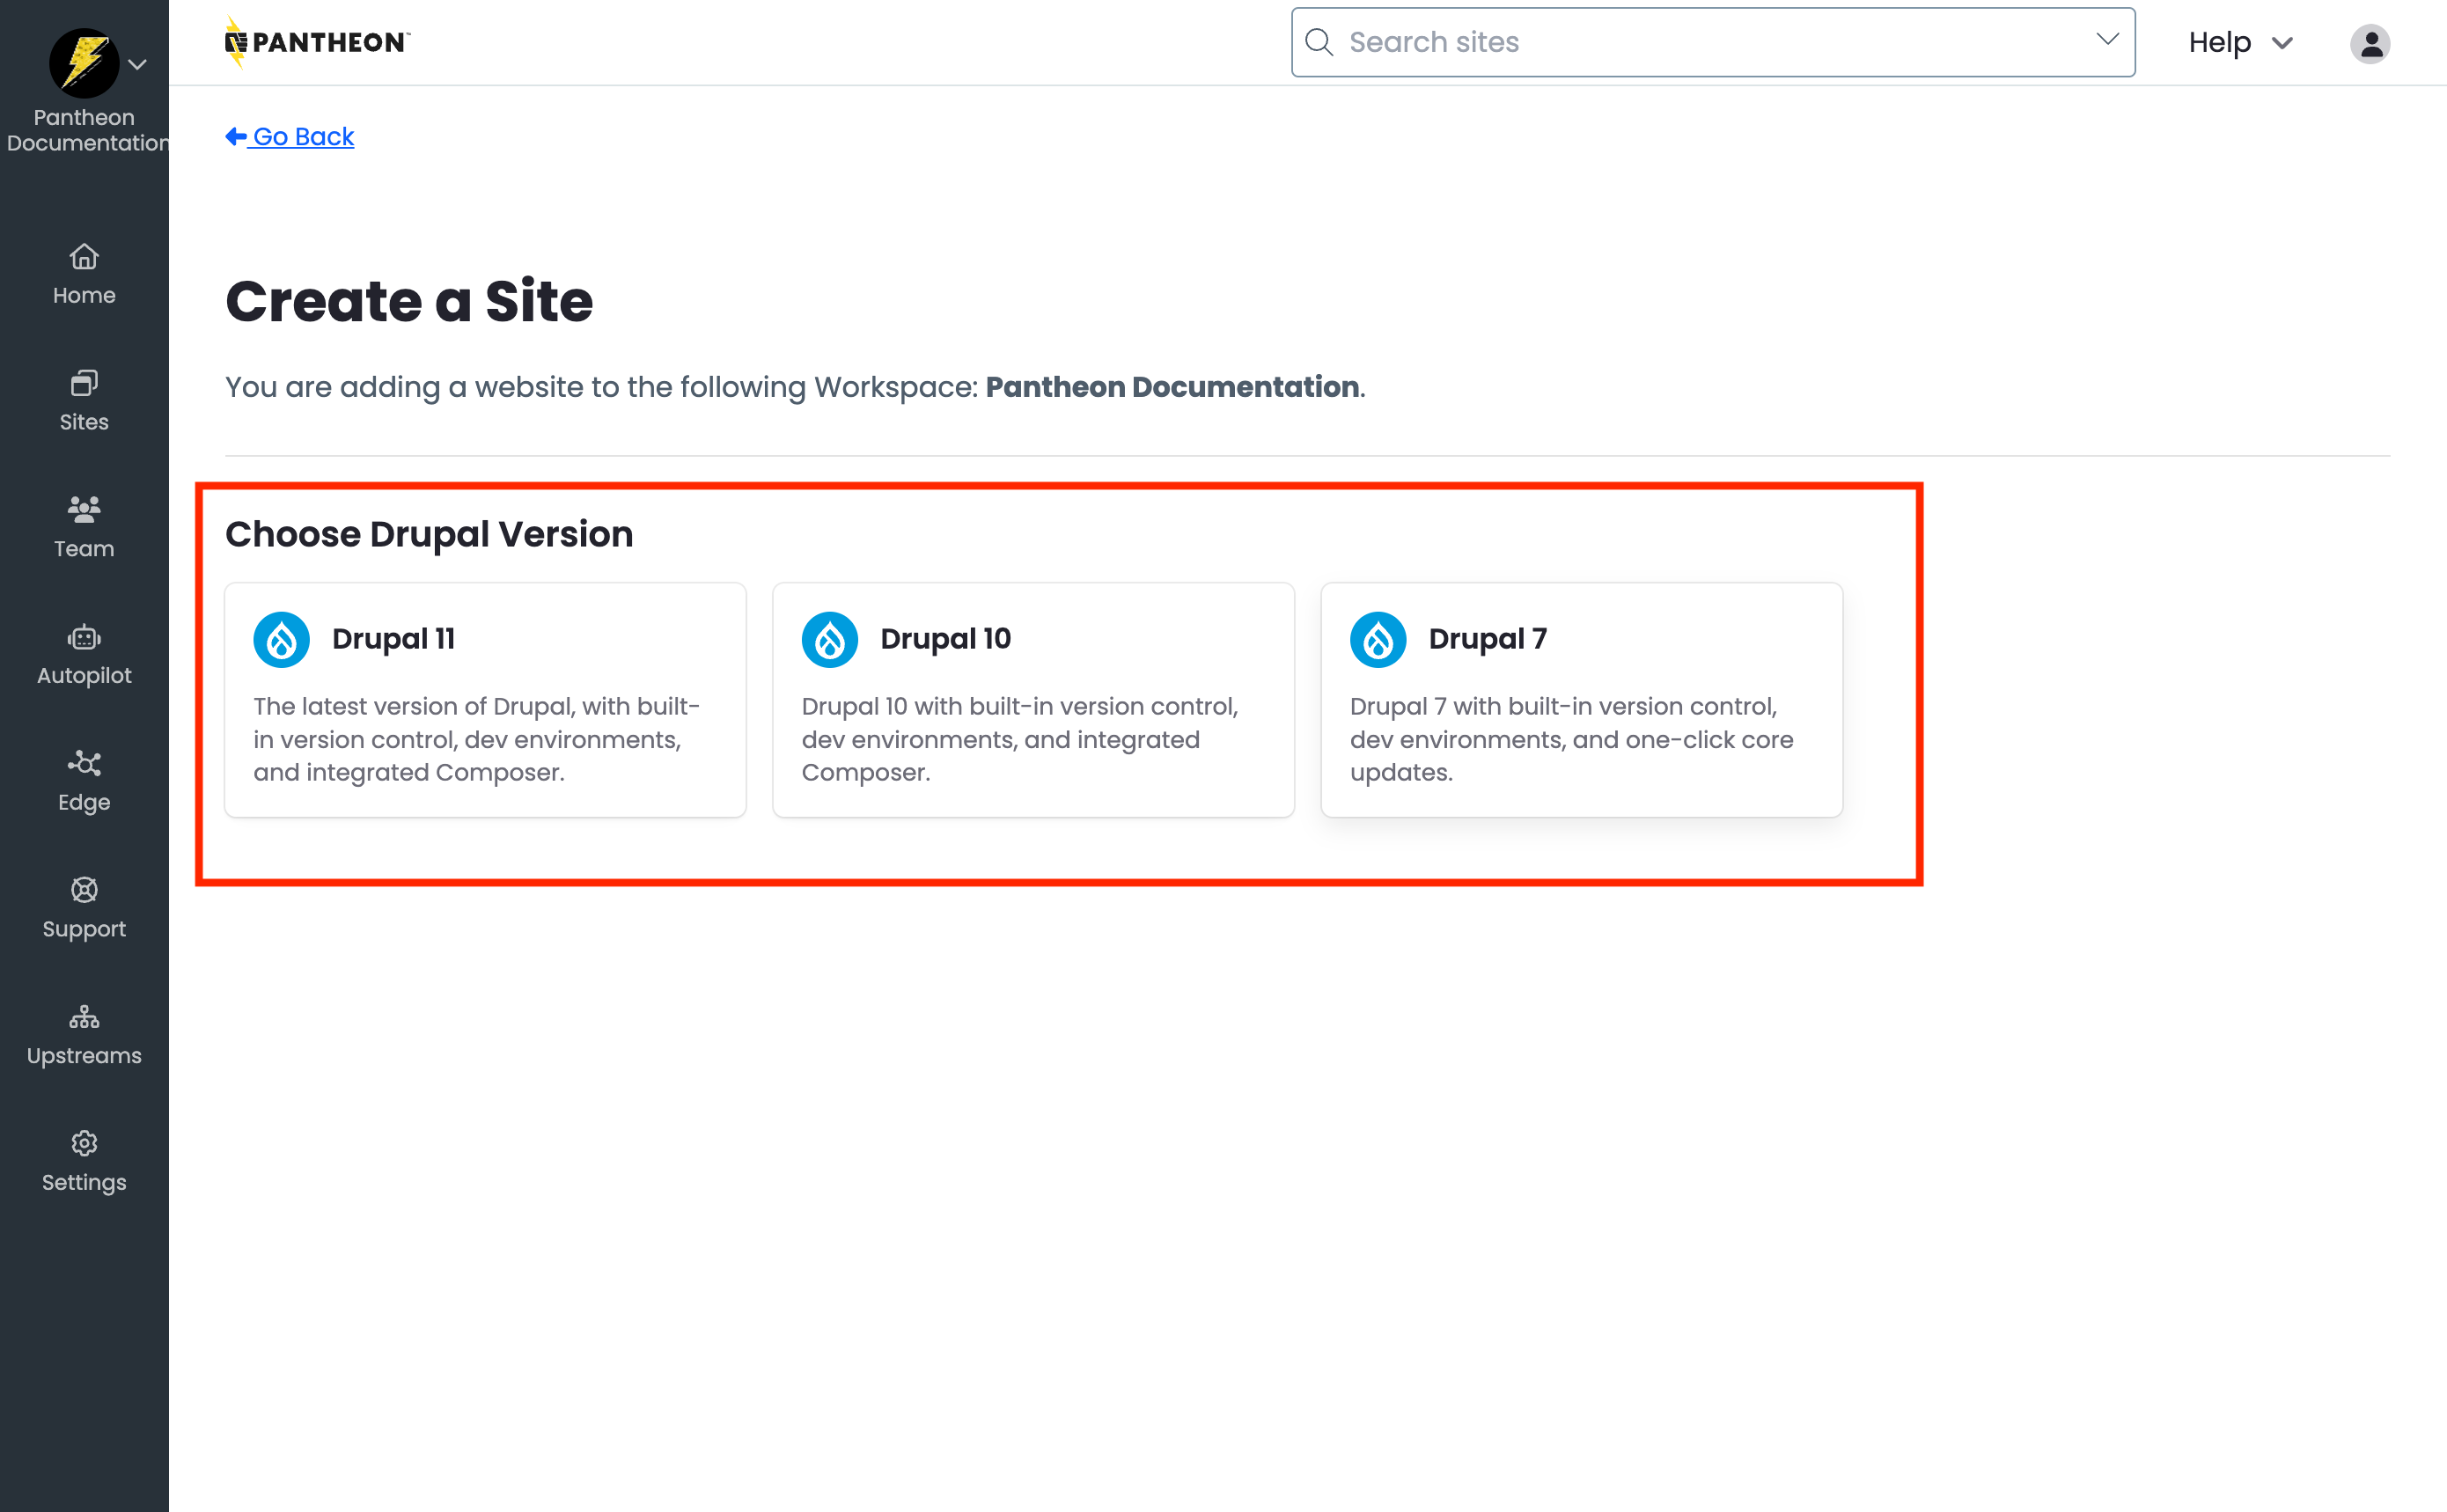 Pantheon
Documentation
Home
Sites
Team
Autopilot
Edge
Support
Upstreams
Settings
PANTHEON™
Search sites
Help
Go Back
Create a Site
You are adding a website to the following Workspace: Pantheon Documentation.
Choose Drupal Version
Drupal 11
The latest version of Drupal, with built-
in version control, dev environments,
and integrated Composer.
Drupal 10
Drupal 10 with built-in version control,
dev environments, and integrated
Composer.
Drupal 7
Drupal 7 with built-in version control,
dev environments, and one-click core
updates.